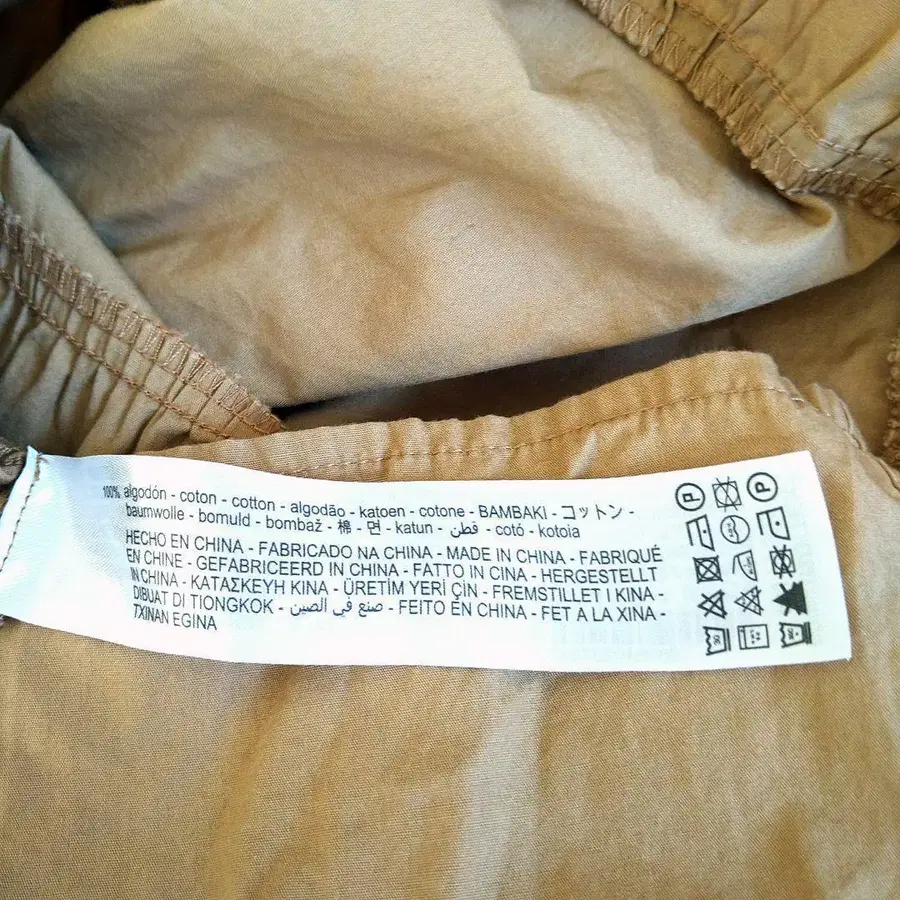 100% algodón - coton - cotton - algodão - katoen - cotone - BAMBAKI - コットン -
baumwolle - bomuld - bombaž - 棉 - 면 - katun - قطن - cotó - kotoia
HECHO EN CHINA - FABRICADO NA CHINA - MADE IN CHINA - FABRIQUÉ
EN CHINE - GEFABRICEERD IN CHINA - FATTO IN CINA - HERGESTELLT
IN CHINA - ΚΑΤΑΣΚΕΥΗ ΚΙΝΑ - ÜRETİM YERİ ÇİN - FREMSTILLET I KINA -
DIBUAT DI TIONGKOK - صنع في الصين - FEITO EN CHINA - FET A LA XINA -
TXINAN EGINA
P P